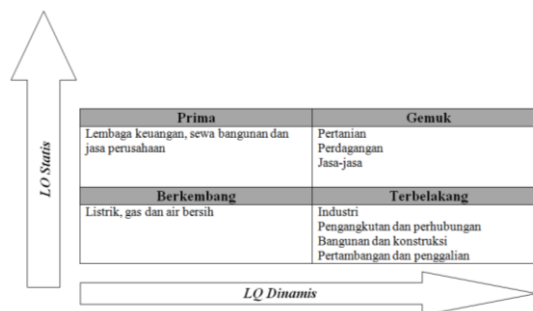 LO Statis
Prima
Gemuk
Lembaga keuangan, sewa bangunan dan
jasa perusahaan
Pertanian
Perdagangan
Jasa-jasa
Berkembang
Terbelakang
Listrik, gas dan air bersih
Industri
Pengangkutan dan perhubungan
Bangunan dan konstruksi
Pertambangan dan penggalian
LQ Dinamis